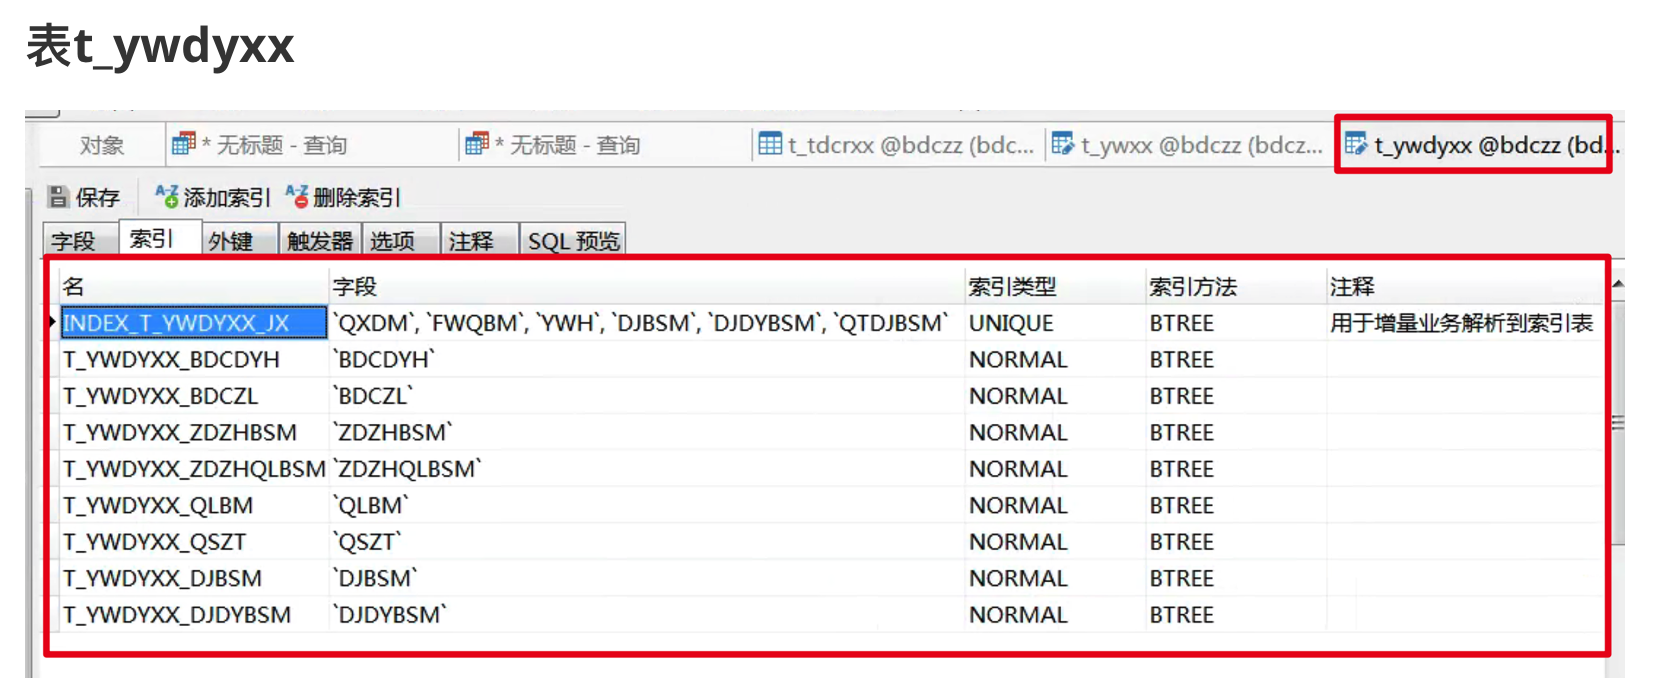 表t_ywdyxx
对象 * 无标题 - 查询 * 无标题 - 查询 t_tdcrxx @bdczz (bdc... t_ywxx @bdczz (bdcz... t_ywdyxx @bdczz (bd...
保存 添加索引 删除索引
字段 索引 外键 触发器 选项 注释 SQL 预览
名 字段 索引类型 索引方法 注释
INDEX_T_YWDYXX_JX `QXDM`, `FWQBM`, `YWH`, `DJBSM`, `DJDYBSM`, `QTDJBSM` UNIQUE BTREE 用于增量业务解析到索引表
T_YWDYXX_BDCDYH `BDCDYH` NORMAL BTREE
T_YWDYXX_BDCZL `BDCZL` NORMAL BTREE
T_YWDYXX_ZDZHBSM `ZDZHBSM` NORMAL BTREE
T_YWDYXX_ZDZHQLBSM `ZDZHQLBSM` NORMAL BTREE
T_YWDYXX_QLBM `QLBM` NORMAL BTREE
T_YWDYXX_QSZT `QSZT` NORMAL BTREE
T_YWDYXX_DJBSM `DJBSM` NORMAL BTREE
T_YWDYXX_DJDYBSM `DJDYBSM` NORMAL BTREE